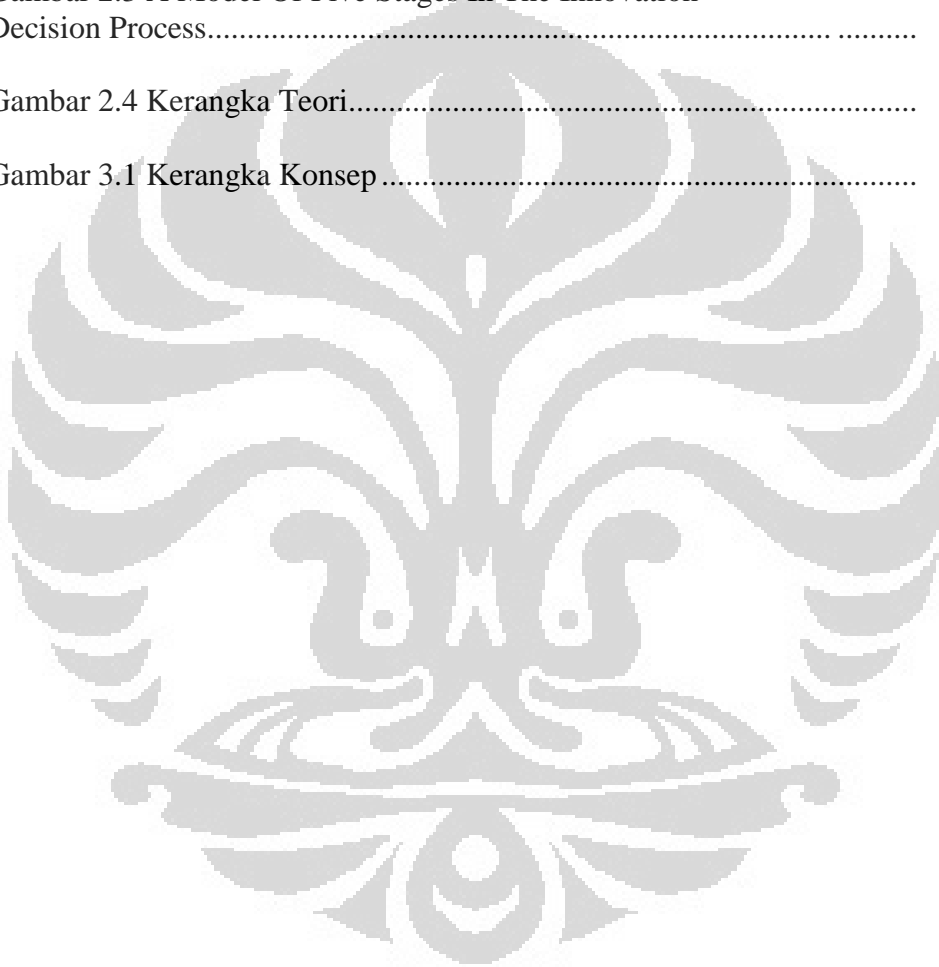 Gambar 2.3 A Model Of Five Stages In The Innovation
Decision Process.............................................................................. ..........
Gambar 2.4 Kerangka Teori.......................................................................
Gambar 3.1 Kerangka Konsep...................................................................